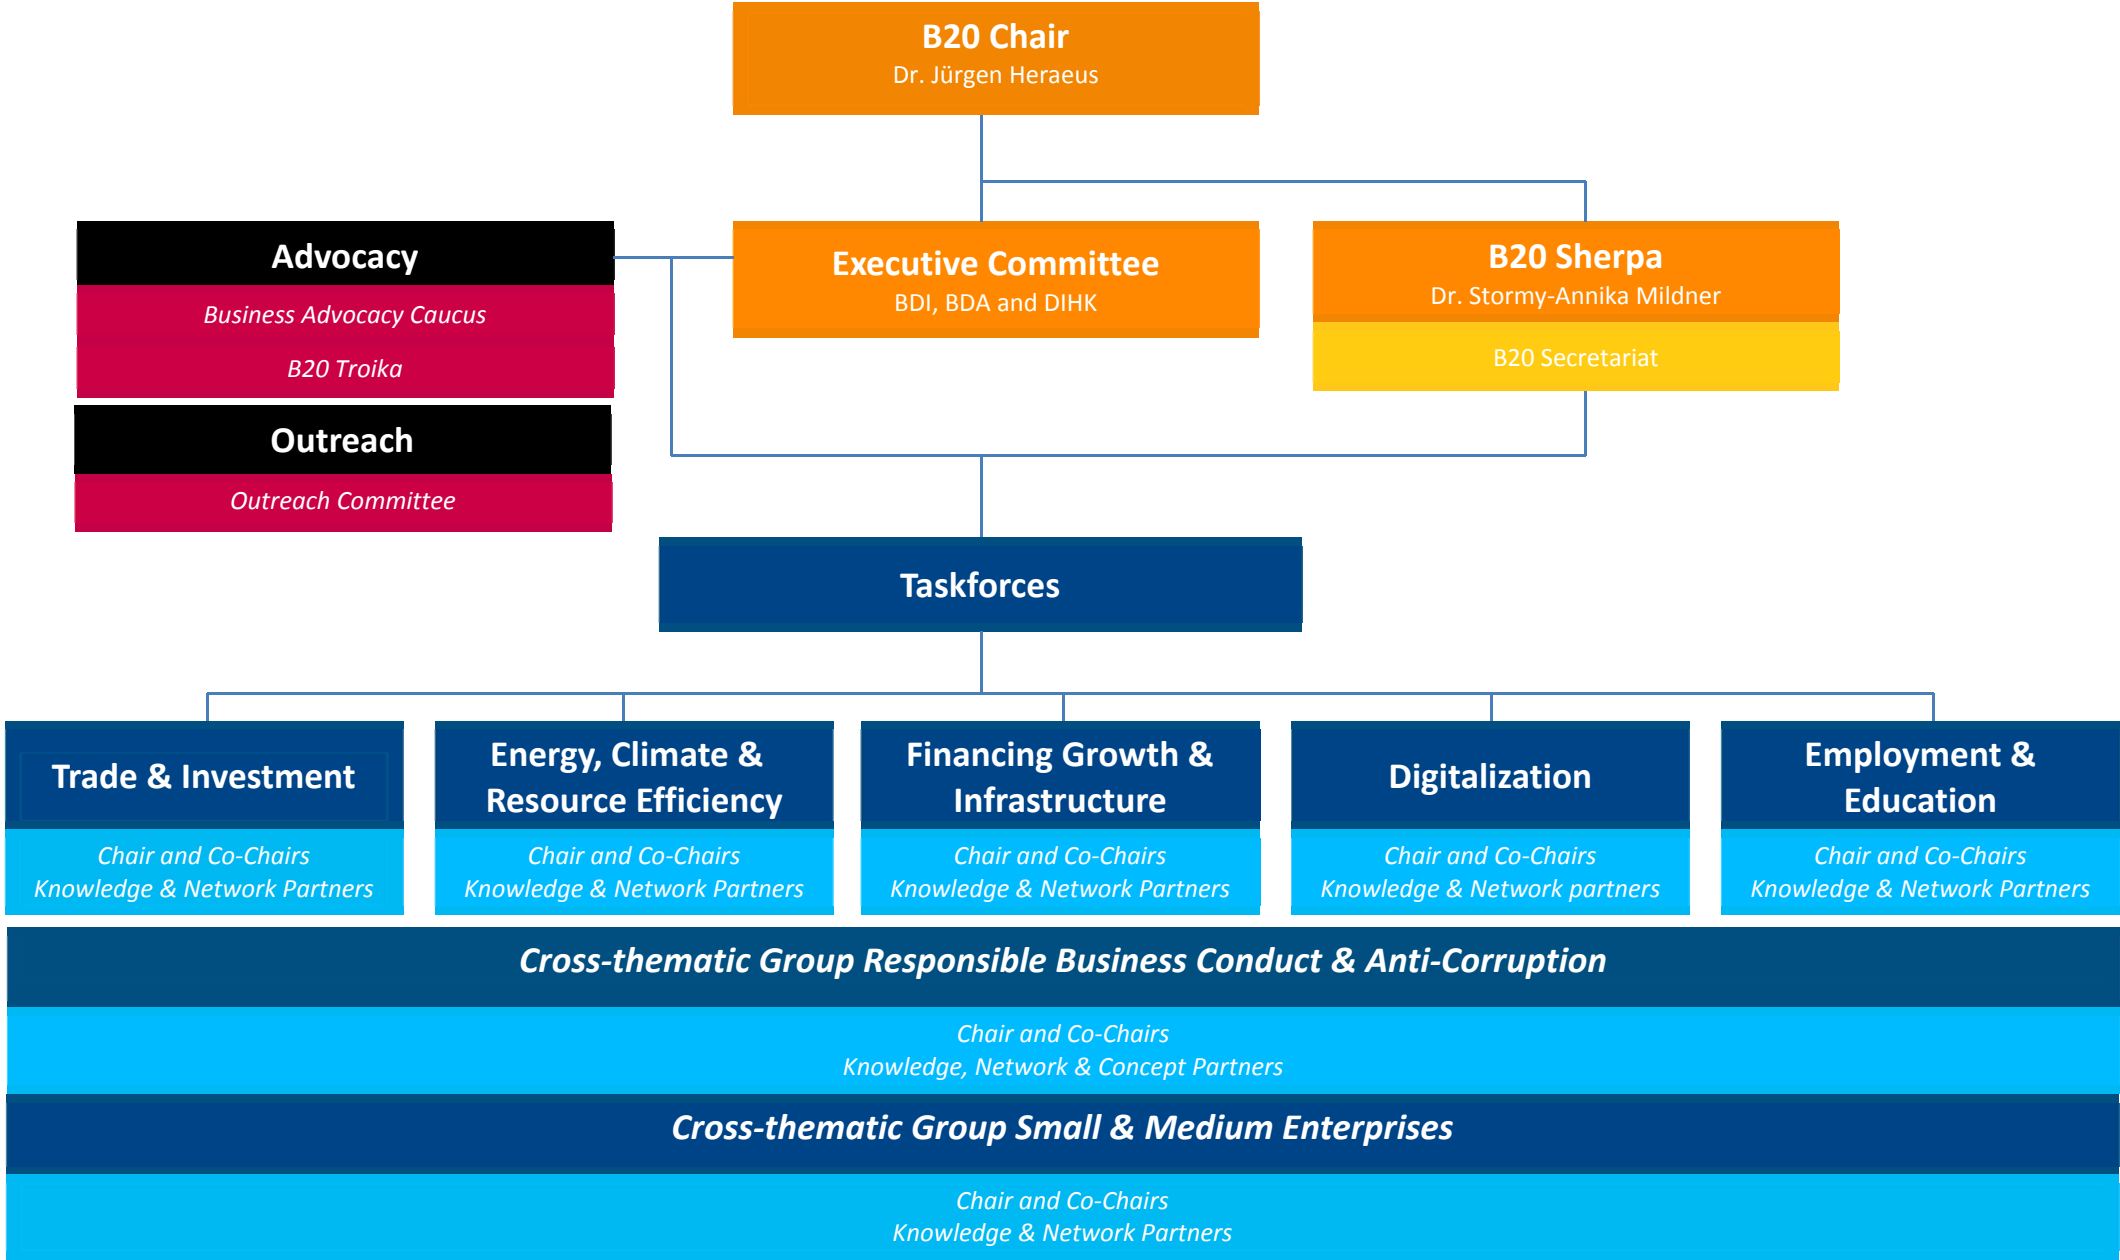 B20 Chair
Dr. Jürgen Heraeus
Advocacy
Business Advocacy Caucus
B20 Troika
Outreach
Outreach Committee
Executive Committee
BDI, BDA and DIHK
B20 Sherpa
Dr. Stormy-Annika Mildner
B20 Secretariat
Taskforces
Trade & Investment
Chair and Co-Chairs
Knowledge & Network Partners
Energy, Climate &
Resource Efficiency
Chair and Co-Chairs
Knowledge & Network Partners
Financing Growth &
Infrastructure
Chair and Co-Chairs
Knowledge & Network Partners
Digitalization
Chair and Co-Chairs
Knowledge & Network partners
Employment &
Education
Chair and Co-Chairs
Knowledge & Network Partners
Cross-thematic Group Responsible Business Conduct & Anti-Corruption
Chair and Co-Chairs
Knowledge, Network & Concept Partners
Cross-thematic Group Small & Medium Enterprises
Chair and Co-Chairs
Knowledge & Network Partners